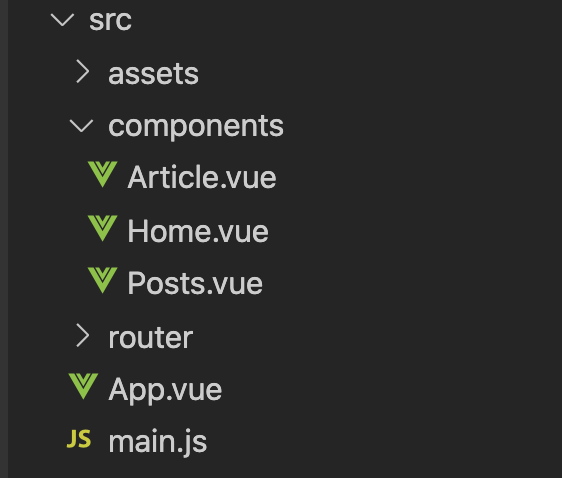 src
assets
components
Article.vue
Home.vue
Posts.vue
router
App.vue
JS main.js